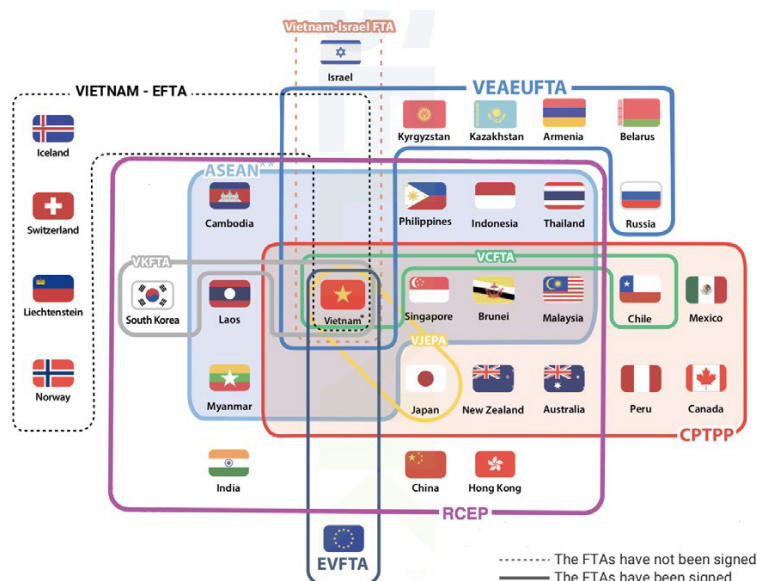 Vietnam-Israel FTA
Israel
VIETNAM - EFTA
VEAEUFTA
Iceland
Kyrgyzstan
Kazakhstan
Armenia
Belarus
ASEAN**
Switzerland
Cambodia
Philippines
Indonesia
Thailand
Russia
VKFTA
VCFTA
Liechtenstein
South Korea
Laos
Vietnam*
Singapore
Brunei
Malaysia
Chile
Mexico
VJEPA
Norway
Myanmar
Japan
New Zealand
Australia
Peru
Canada
CPTPP
India
China
Hong Kong
RCEP
EVFTA
The FTAs have not been signed
The FTAs have been signed